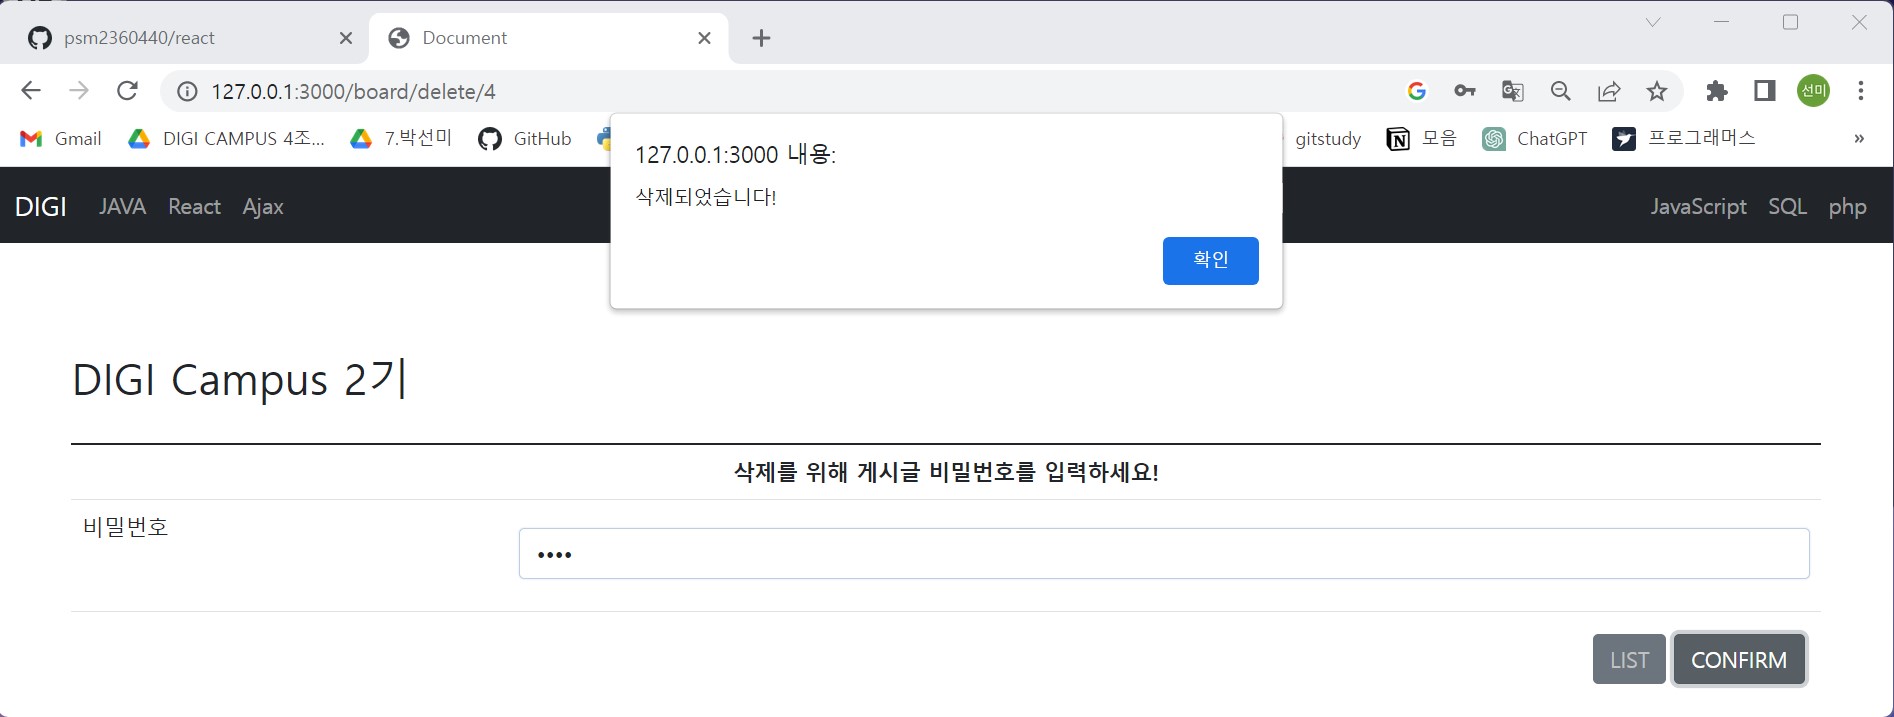 psm2360440/react
Document
127.0.0.1:3000/board/delete/4
선미
Gmail
DIGI CAMPUS 4조...
7.박선미
GitHub
gitstudy
모음
ChatGPT
프로그래머스
»
127.0.0.1:3000 내용:
삭제되었습니다!
확인
DIGI JAVA React Ajax
JavaScript SQL php
DIGI Campus 2기
삭제를 위해 게시글 비밀번호를 입력하세요!
비밀번호
••••
LIST CONFIRM